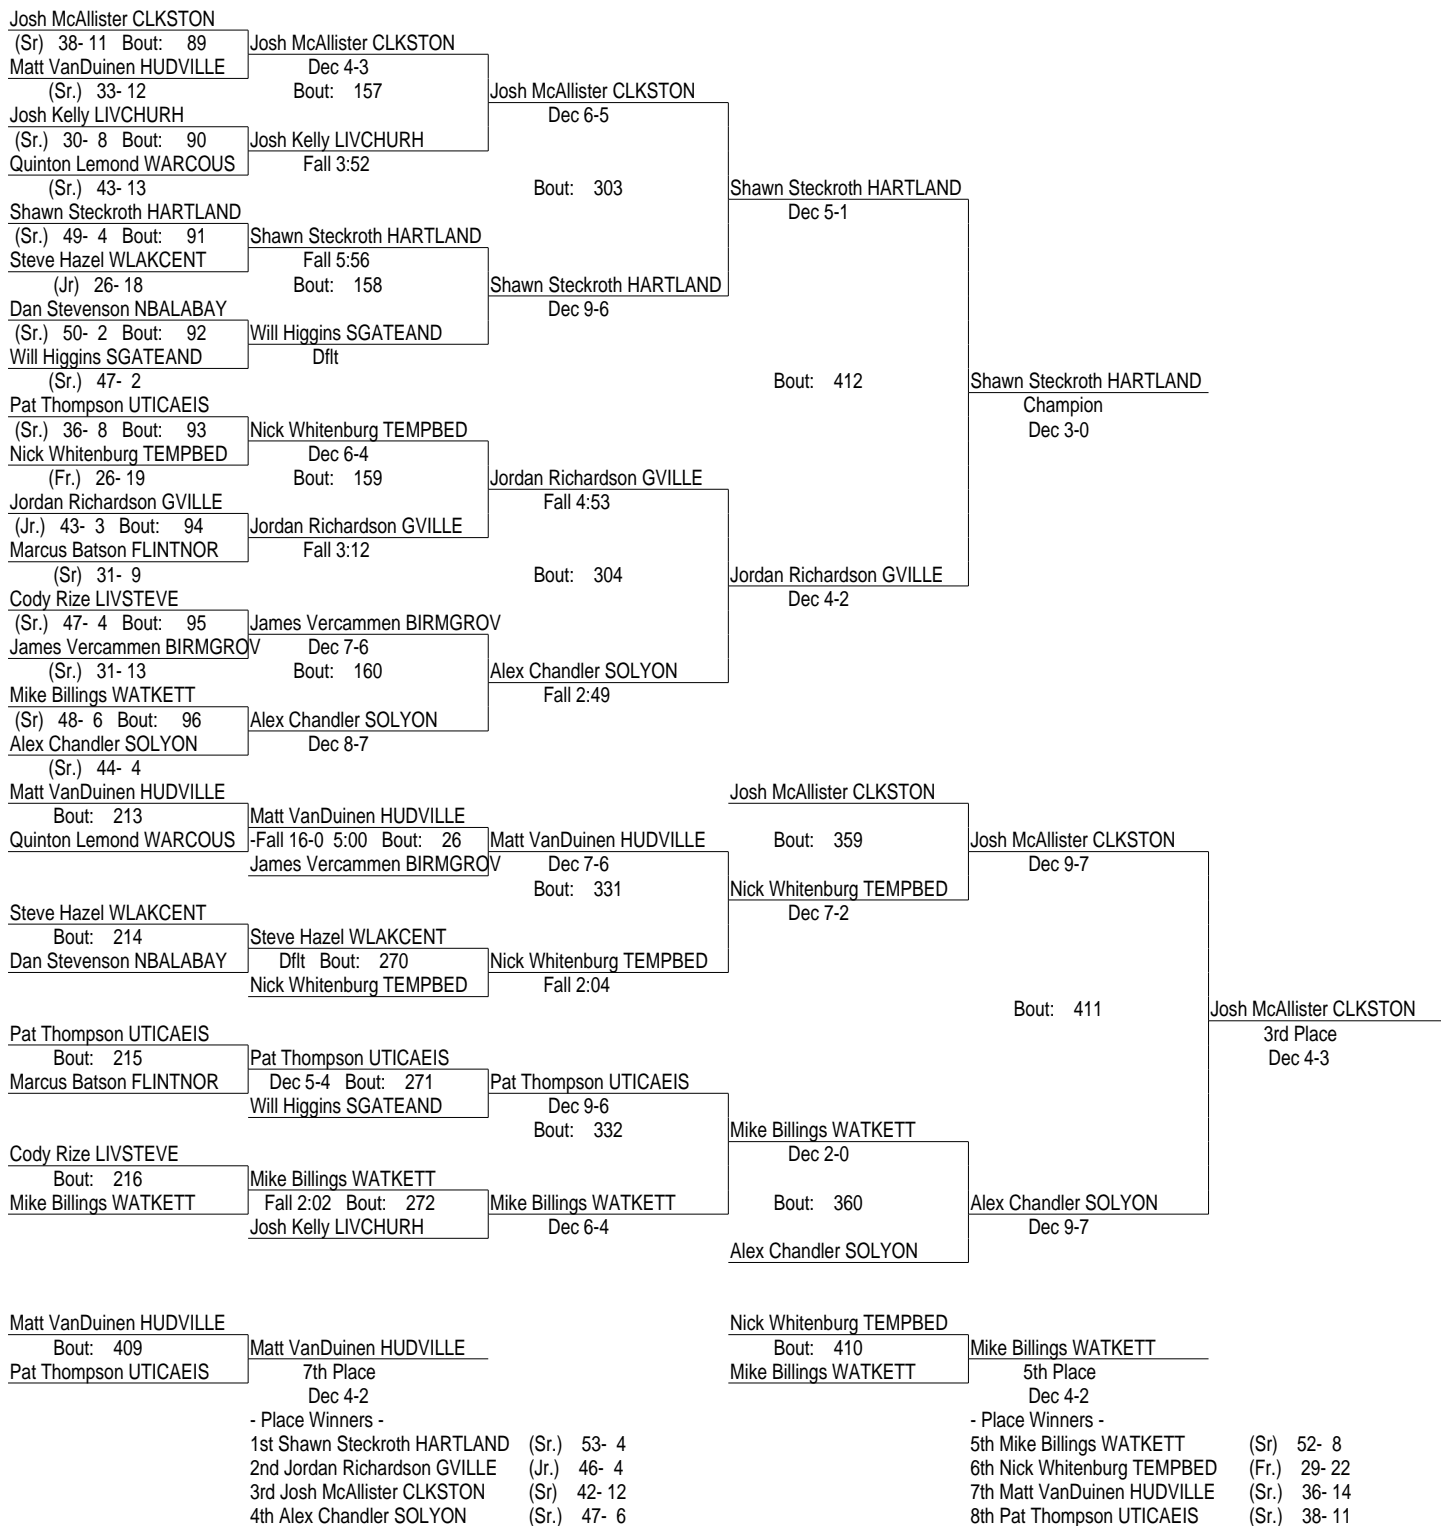 Josh McAllister CLKSTON
(Sr) 38- 11 Bout: 89 Josh McAllister CLKSTON
Matt VanDuinen HUDVILLE Dec 4-3
(Sr.) 33- 12 Bout: 157 Josh McAllister CLKSTON
Josh Kelly LIVCHURH Dec 6-5
(Sr.) 30- 8 Bout: 90 Josh Kelly LIVCHURH
Quinton Lemond WARCOUS Fall 3:52
(Sr.) 43- 13 Bout: 303 Shawn Steckroth HARTLAND
Shawn Steckroth HARTLAND Dec 5-1
(Sr.) 49- 4 Bout: 91 Shawn Steckroth HARTLAND
Steve Hazel WLAKCENT Fall 5:56
(Jr) 26- 18 Bout: 158 Shawn Steckroth HARTLAND
Dan Stevenson NBALABAY Dec 9-6
(Sr.) 50- 2 Bout: 92 Will Higgins SGATEAND
Will Higgins SGATEAND Dflt
(Sr.) 47- 2 Bout: 412 Shawn Steckroth HARTLAND
Pat Thompson UTICAEIS Champion
(Sr.) 36- 8 Bout: 93 Nick Whitenburg TEMPBED Dec 3-0
Nick Whitenburg TEMPBED Dec 6-4
(Fr.) 26- 19 Bout: 159 Jordan Richardson GVILLE
Jordan Richardson GVILLE Fall 4:53
(Jr.) 43- 3 Bout: 94 Jordan Richardson GVILLE
Marcus Batson FLINTNOR Fall 3:12
(Sr) 31- 9 Bout: 304 Jordan Richardson GVILLE
Cody Rize LIVSTEVE Dec 4-2
(Sr.) 47- 4 Bout: 95 James Vercammen BIRMGROV
James Vercammen BIRMGROV Dec 7-6
(Sr.) 31- 13 Bout: 160 Alex Chandler SOLYON
Mike Billings WATKETT Fall 2:49
(Sr) 48- 6 Bout: 96 Alex Chandler SOLYON
Alex Chandler SOLYON Dec 8-7
(Sr.) 44- 4
Matt VanDuinen HUDVILLE Josh McAllister CLKSTON
Bout: 213 Matt VanDuinen HUDVILLE
Quinton Lemond WARCOUS -Fall 16-0 5:00 Bout: 26 Matt VanDuinen HUDVILLE Bout: 359 Josh McAllister CLKSTON
James Vercammen BIRMGROV Dec 7-6 Dec 9-7
Bout: 331 Nick Whitenburg TEMPBED
Steve Hazel WLAKCENT Dec 7-2
Bout: 214 Steve Hazel WLAKCENT
Dan Stevenson NBALABAY Dflt Bout: 270 Nick Whitenburg TEMPBED
Nick Whitenburg TEMPBED Fall 2:04
Bout: 411 Josh McAllister CLKSTON
Pat Thompson UTICAEIS 3rd Place
Bout: 215 Pat Thompson UTICAEIS Dec 4-3
Marcus Batson FLINTNOR Dec 5-4 Bout: 271 Pat Thompson UTICAEIS
Will Higgins SGATEAND Dec 9-6
Bout: 332 Mike Billings WATKETT
Cody Rize LIVSTEVE Dec 2-0
Bout: 216 Mike Billings WATKETT
Mike Billings WATKETT Fall 2:02 Bout: 272 Mike Billings WATKETT Bout: 360 Alex Chandler SOLYON
Josh Kelly LIVCHURH Dec 6-4 Dec 9-7
Alex Chandler SOLYON
Matt VanDuinen HUDVILLE Nick Whitenburg TEMPBED
Bout: 409 Matt VanDuinen HUDVILLE Bout: 410 Mike Billings WATKETT
Pat Thompson UTICAEIS 7th Place Mike Billings WATKETT 5th Place
Dec 4-2 Dec 4-2
- Place Winners - - Place Winners -
1st Shawn Steckroth HARTLAND (Sr.) 53- 4 5th Mike Billings WATKETT (Sr) 52- 8
2nd Jordan Richardson GVILLE (Jr.) 46- 4 6th Nick Whitenburg TEMPBED (Fr.) 29- 22
3rd Josh McAllister CLKSTON (Sr) 42- 12 7th Matt VanDuinen HUDVILLE (Sr.) 36- 14
4th Alex Chandler SOLYON (Sr.) 47- 6 8th Pat Thompson UTICAEIS (Sr.) 38- 11